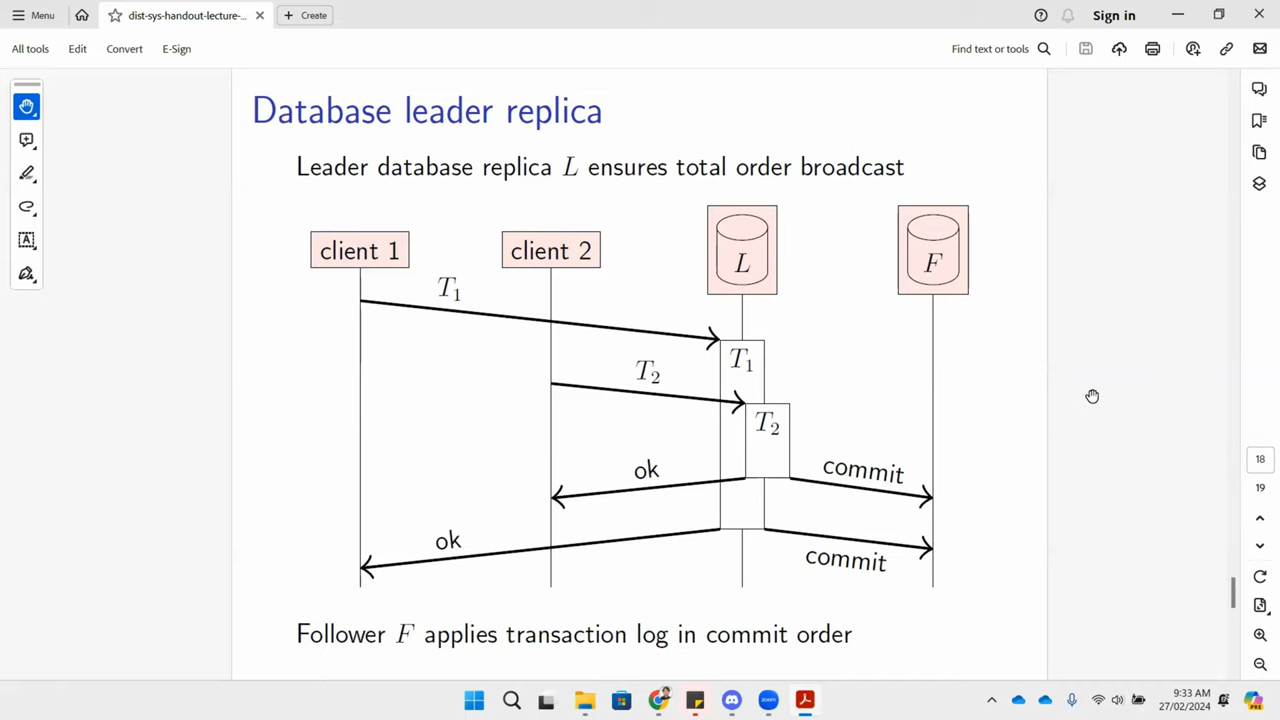 Menu
dist-sys-handout-lecture-...
Create
Sign in
All tools
Edit
Convert
E-Sign
Find text or tools
Database leader replica
Leader database replica L ensures total order broadcast
client 1
client 2
L
F
T1
T1
T2
T2
ok
commit
ok
commit
Follower F applies transaction log in commit order
18
19
9:33 AM
27/02/2024